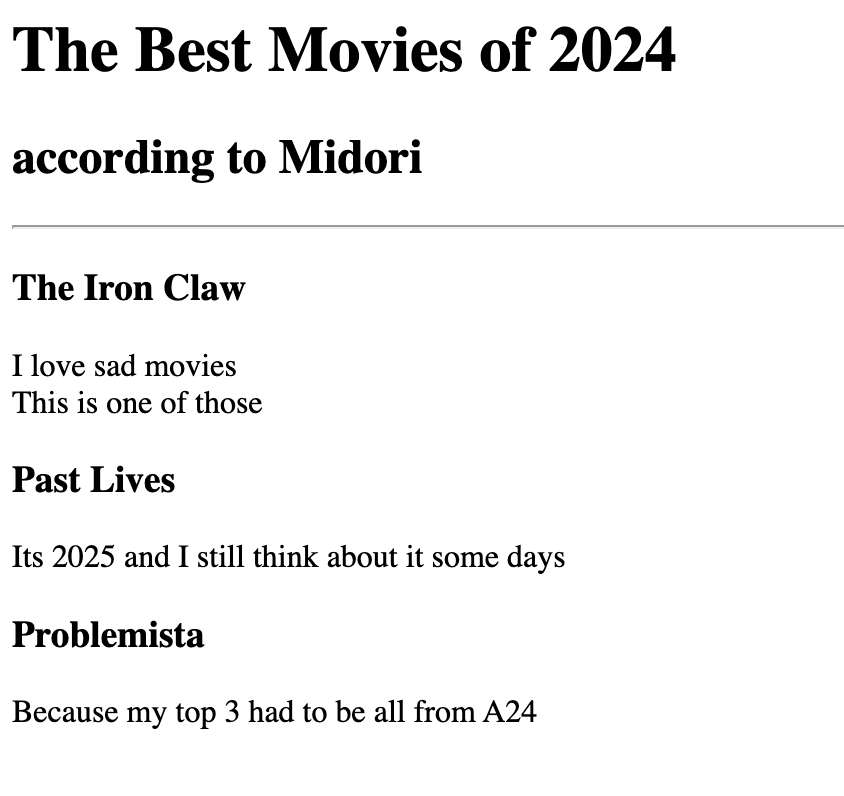 The Best Movies of 2024
according to Midori
The Iron Claw
I love sad movies
This is one of those
Past Lives
Its 2025 and I still think about it some days
Problemista
Because my top 3 had to be all from A24